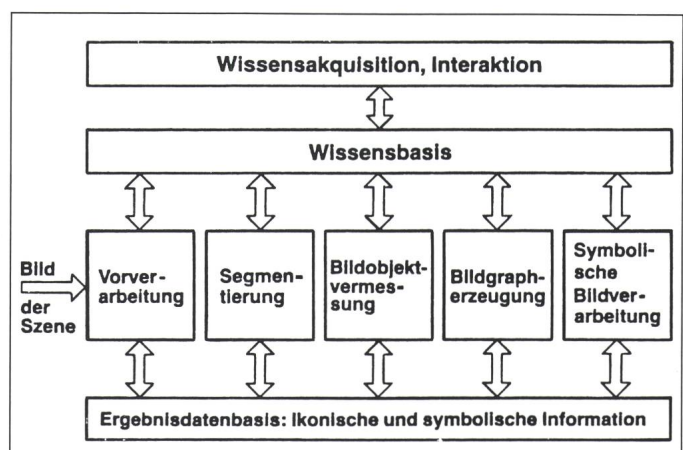 Wissensakquisition, Interaktion
Wissensbasis
Bild
der
Szene
Vorver-
arbeitung
Segmen-
tierung
Bildobjekt-
vermes-
sung
Bildgraph-
erzeugung
Symboli-
sche
Bildver-
arbeitung
Ergebnisdatenbasis: Ikonische und symbolische Information